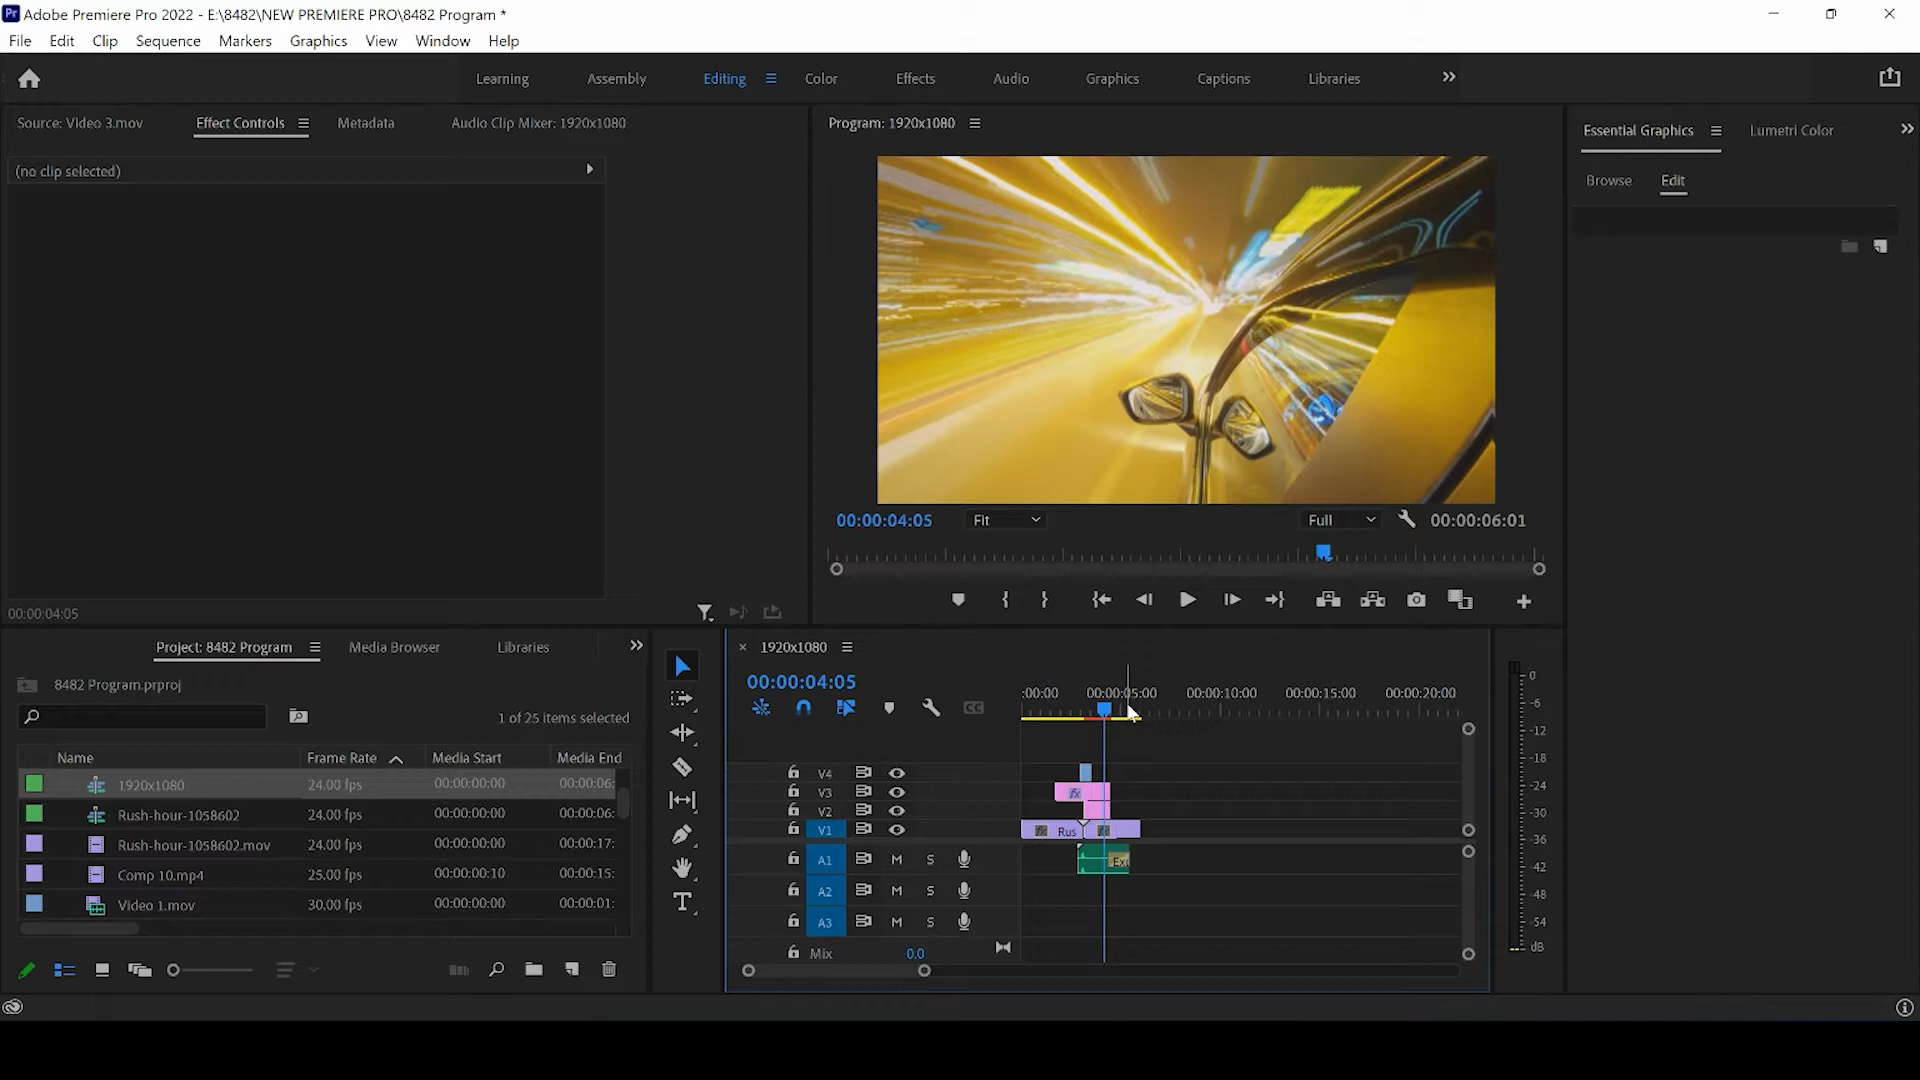 Pr Adobe Premiere Pro 2022 - E:\8482\NEW PREMIERE PRO\8482 Program *
File Edit Clip Sequence Markers Graphics View Window Help
Learning Assembly Editing Color Effects Audio Graphics Captions Libraries
Source: Video 3.mov Effect Controls Metadata Audio Clip Mixer: 1920x1080
(no clip selected)
00:00:04:05
Program: 1920x1080
00:00:04:05 Fit Full 00:00:06:01
Essential Graphics Lumetri Color
Browse Edit
Project: 8482 Program Media Browser Libraries
8482 Program.prproj
1 of 25 items selected
Name Frame Rate Media Start Media End
1920x1080 24.00 fps 00:00:00:00 00:00:06:
Rush-hour-1058602 24.00 fps 00:00:00:00 00:00:06:
Rush-hour-1058602.mov 24.00 fps 00:00:00:00 00:00:17:
Comp 10.mp4 25.00 fps 00:00:00:10 00:00:15:
Video 1.mov 30.00 fps 00:00:00:00 00:00:01:
T
1920x1080
00:00:04:05
:00:00 00:00:05:00 00:00:10:00 00:00:15:00 00:00:20:00
CC
V4
V3 fx
V2
V1 fx Rus fx
A1 M S
A2 M S
A3 M S
Mix 0.0
0
-6
-12
-18
-24
-30
-36
-42
-48
-54
dB